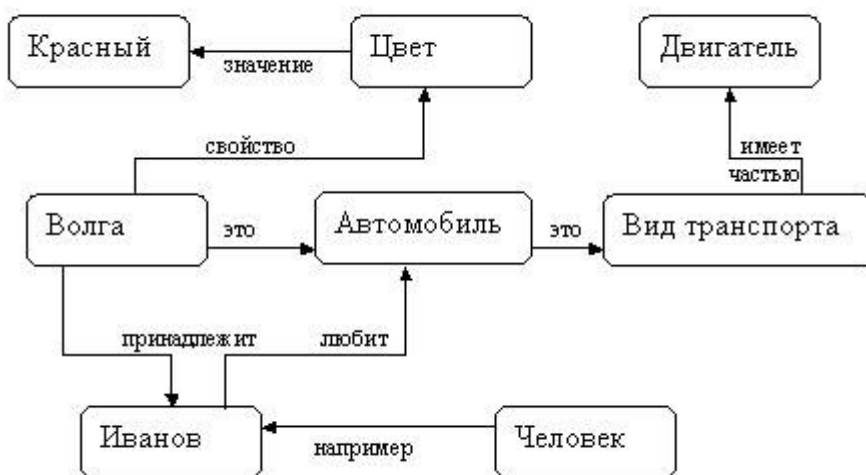 Красный
Цвет
Двигатель
значение
свойство
имеет
частью
Волга
это
Автомобиль
это
Вид транспорта
принадлежит
любит
Иванов
например
Человек